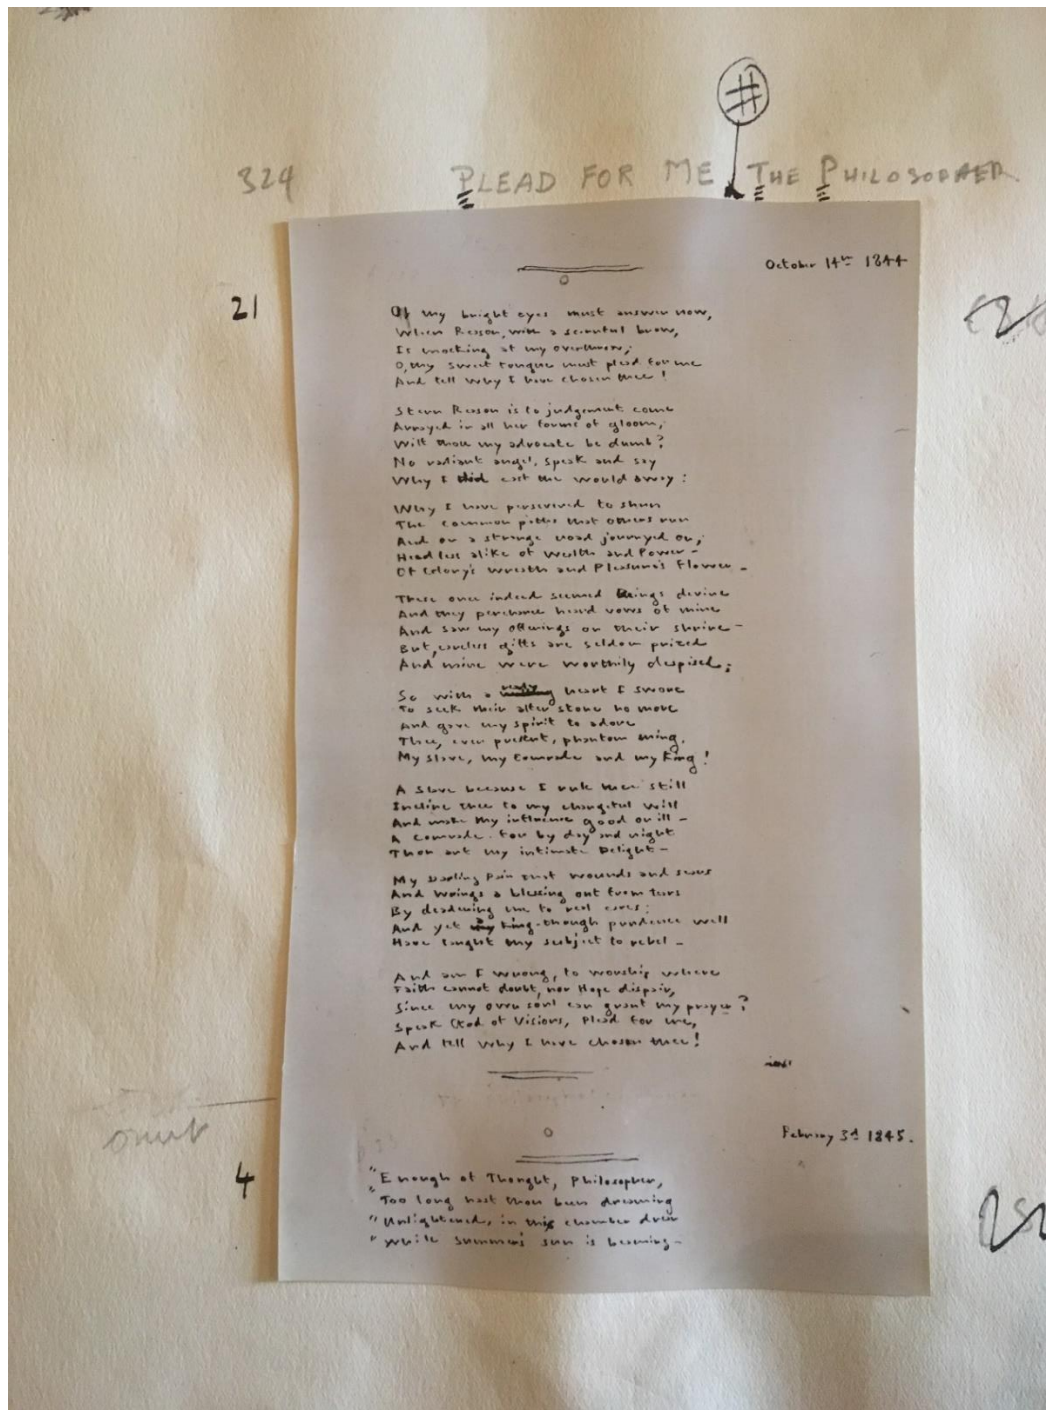 324 PLEAD FOR ME # THE PHILOSOPHER
October 14th 1844
21
O, my bright eyes must answer now,
When Reason, with a scornful brow,
Is mocking at my overthrow;
O, my sweet tongue must plead for me
And tell why I have chosen thee!
Stern Reason is to judgement come
Arrayed in all her forms of gloom;
Wilt thou my advocate be dumb?
No radiant angel, speak and say
Why I did cast the world away:
Why I have persevered to shun
The common paths that others run
And on a strange road journeyed on;
Heedless alike of Wealth and Power -
Of Glory's wreath and Pleasure's flower -
These once indeed seemed Beings divine
And they perchance heard vows of mine
And saw my offerings on their shrine -
But, careless gifts are seldom prized
And mine were worthily despised;
So with a ready heart I swore
To seek their alter stone no more
And gave my spirit to adore
Thee, ever present, phantom thing,
My Slave, my Comrade and my King!
A Slave because I rule thee still
Incline thee to my changeful will
And make thy influence good or ill -
A Comrade - for by day and night
Thou art my intimate Delight -
My Darling Pain that wounds and sears
And wrings a blessing out from tears
By deadening me to real cares;
And yet my king - though prudence well
Have taught thy subject to rebel -
And am I wrong, to worship where
Faith cannot doubt, nor Hope dispair,
Since my own soul can grant my prayer?
Speak God of Visions, plead for me,
And tell why I have chosen thee!
omit
February 3d 1845.
4
"Enough of Thought, Philosopher,
"Too long hast thou been dreaming
"Unlightened, in this chamber drear
"While Summer's sun is beaming -